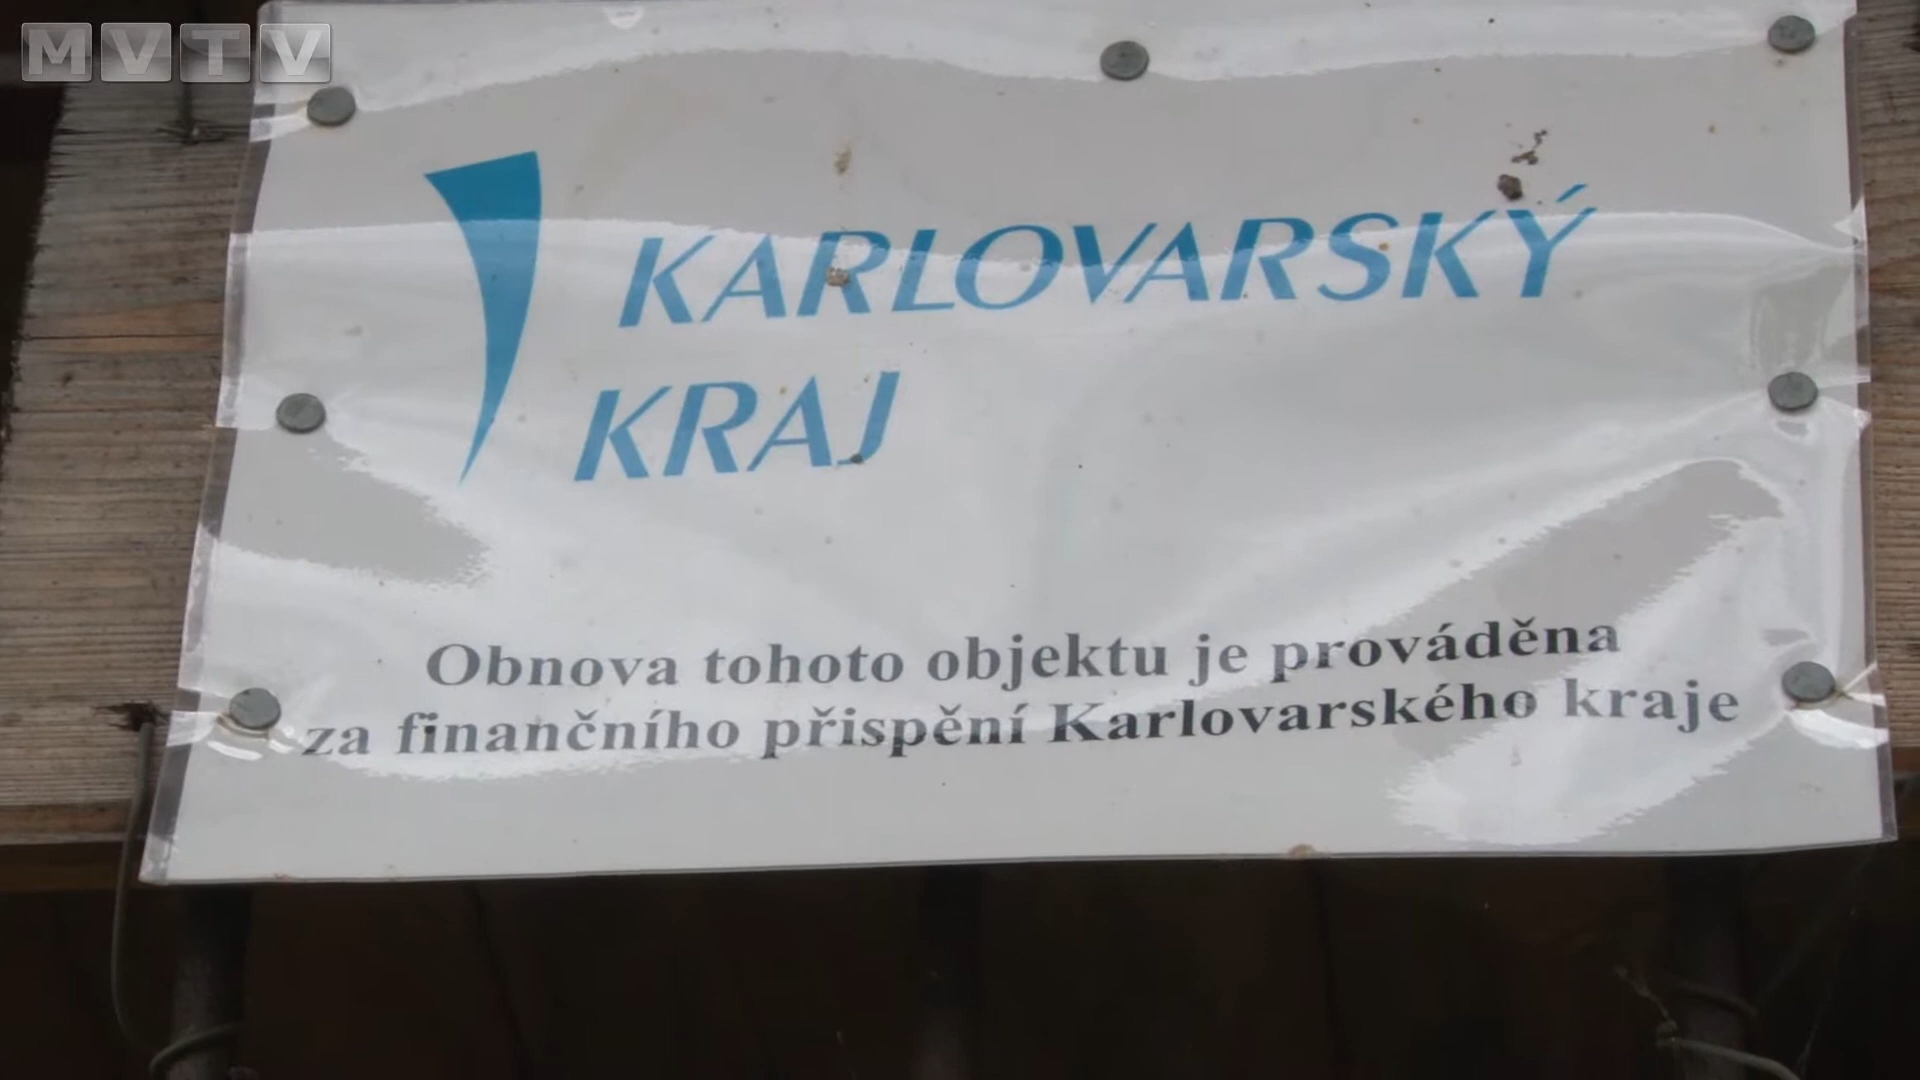 MVTV
KARLOVARSKÝ
KRAJ
Obnova tohoto objektu je prováděna
za finančního přispění Karlovarského kraje